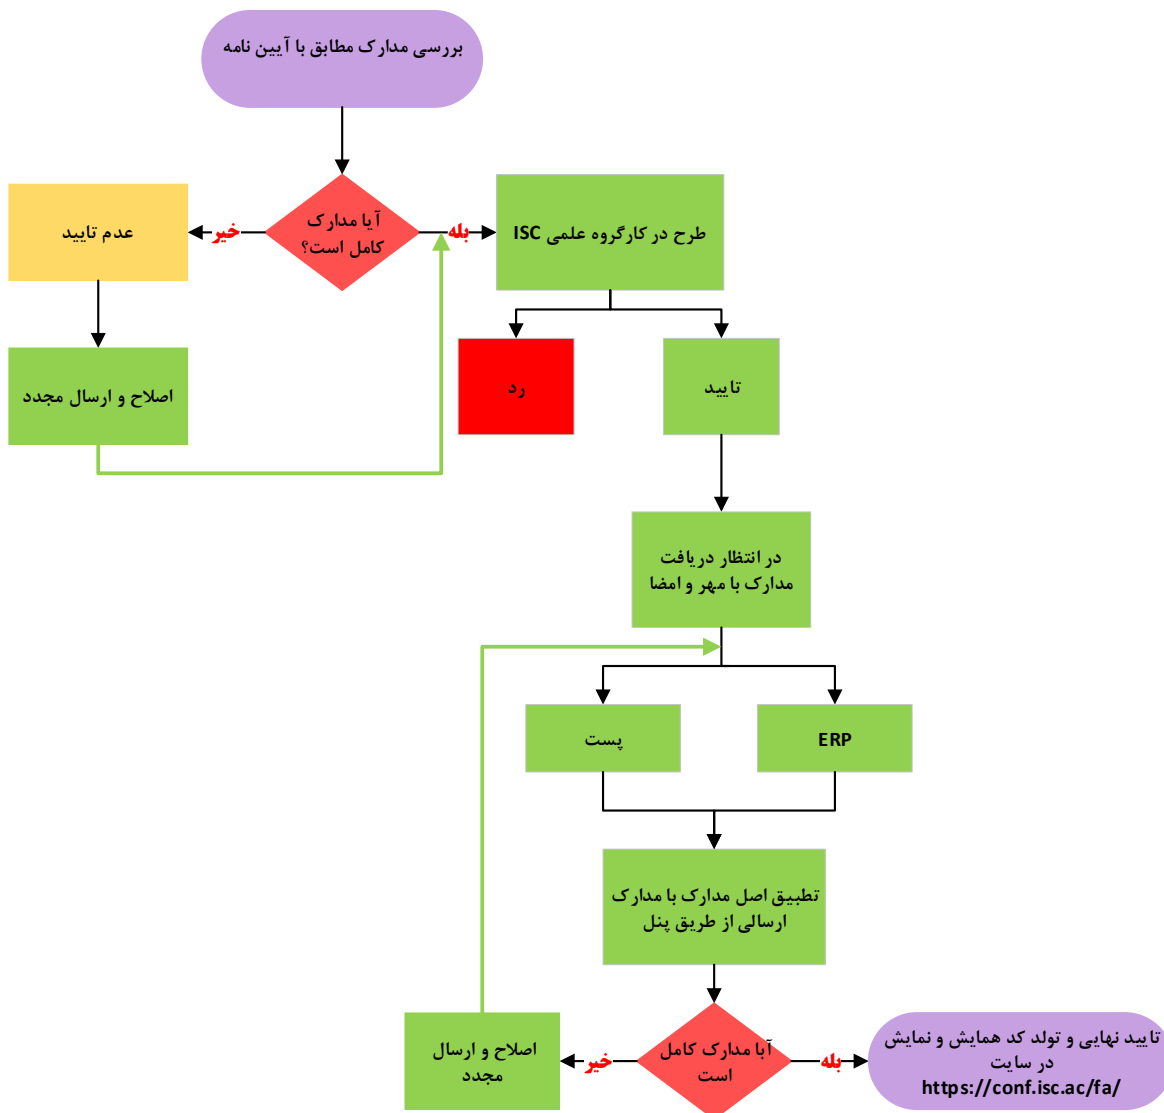 بررسی مدارک مطابق با آیین نامه
آیا مدارک
کامل است؟
بله
خیر
طرح در کارگروه علمی ISC
عدم تایید
اصلاح و ارسال مجدد
تایید
رد
در انتظار دریافت
مدارک با مهر و امضا
ERP
پست
تطبیق اصل مدارک با مدارک
ارسالی از طریق پنل
آبا مدارک کامل
است
بله
خیر
تایید نهایی و تولد کد همایش و نمایش
در سایت
https://conf.isc.ac/fa/
اصلاح و ارسال
مجدد